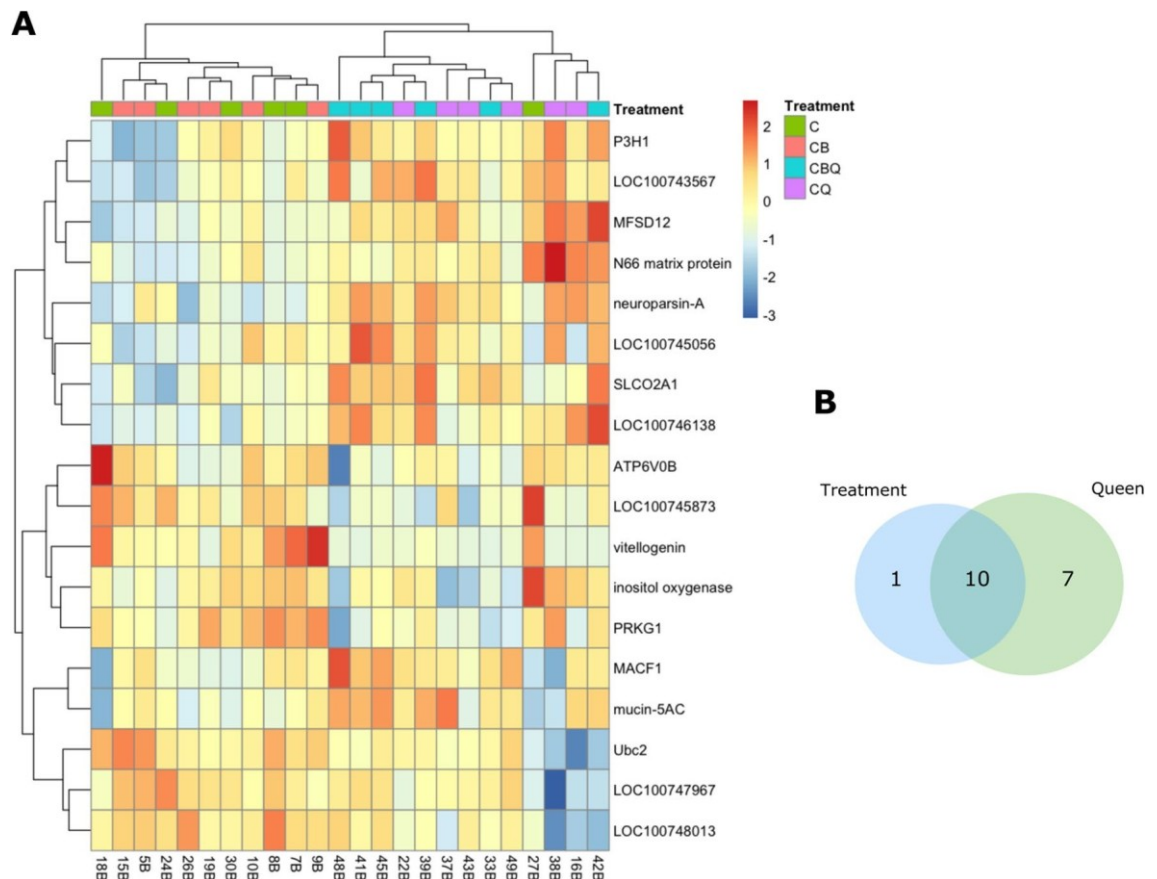 A
Treatment
2
1
0
-1
-2
-3
Treatment
C
CB
CBQ
CQ
P3H1
LOC100743567
MFSD12
N66 matrix protein
neuroparsin-A
LOC100745056
SLCO2A1
LOC100746138
ATP6V0B
LOC100745873
vitellogenin
inositol oxygenase
PRKG1
MACF1
mucin-5AC
Ubc2
LOC100747967
LOC100748013
18B 15B 5B 24B 26B 19B 30B 10B 8B 7B 9B 48B 41B 45B 22B 39B 37B 43B 33B 49B 27B 38B 16B 42B
B
Treatment Queen
1 10 7